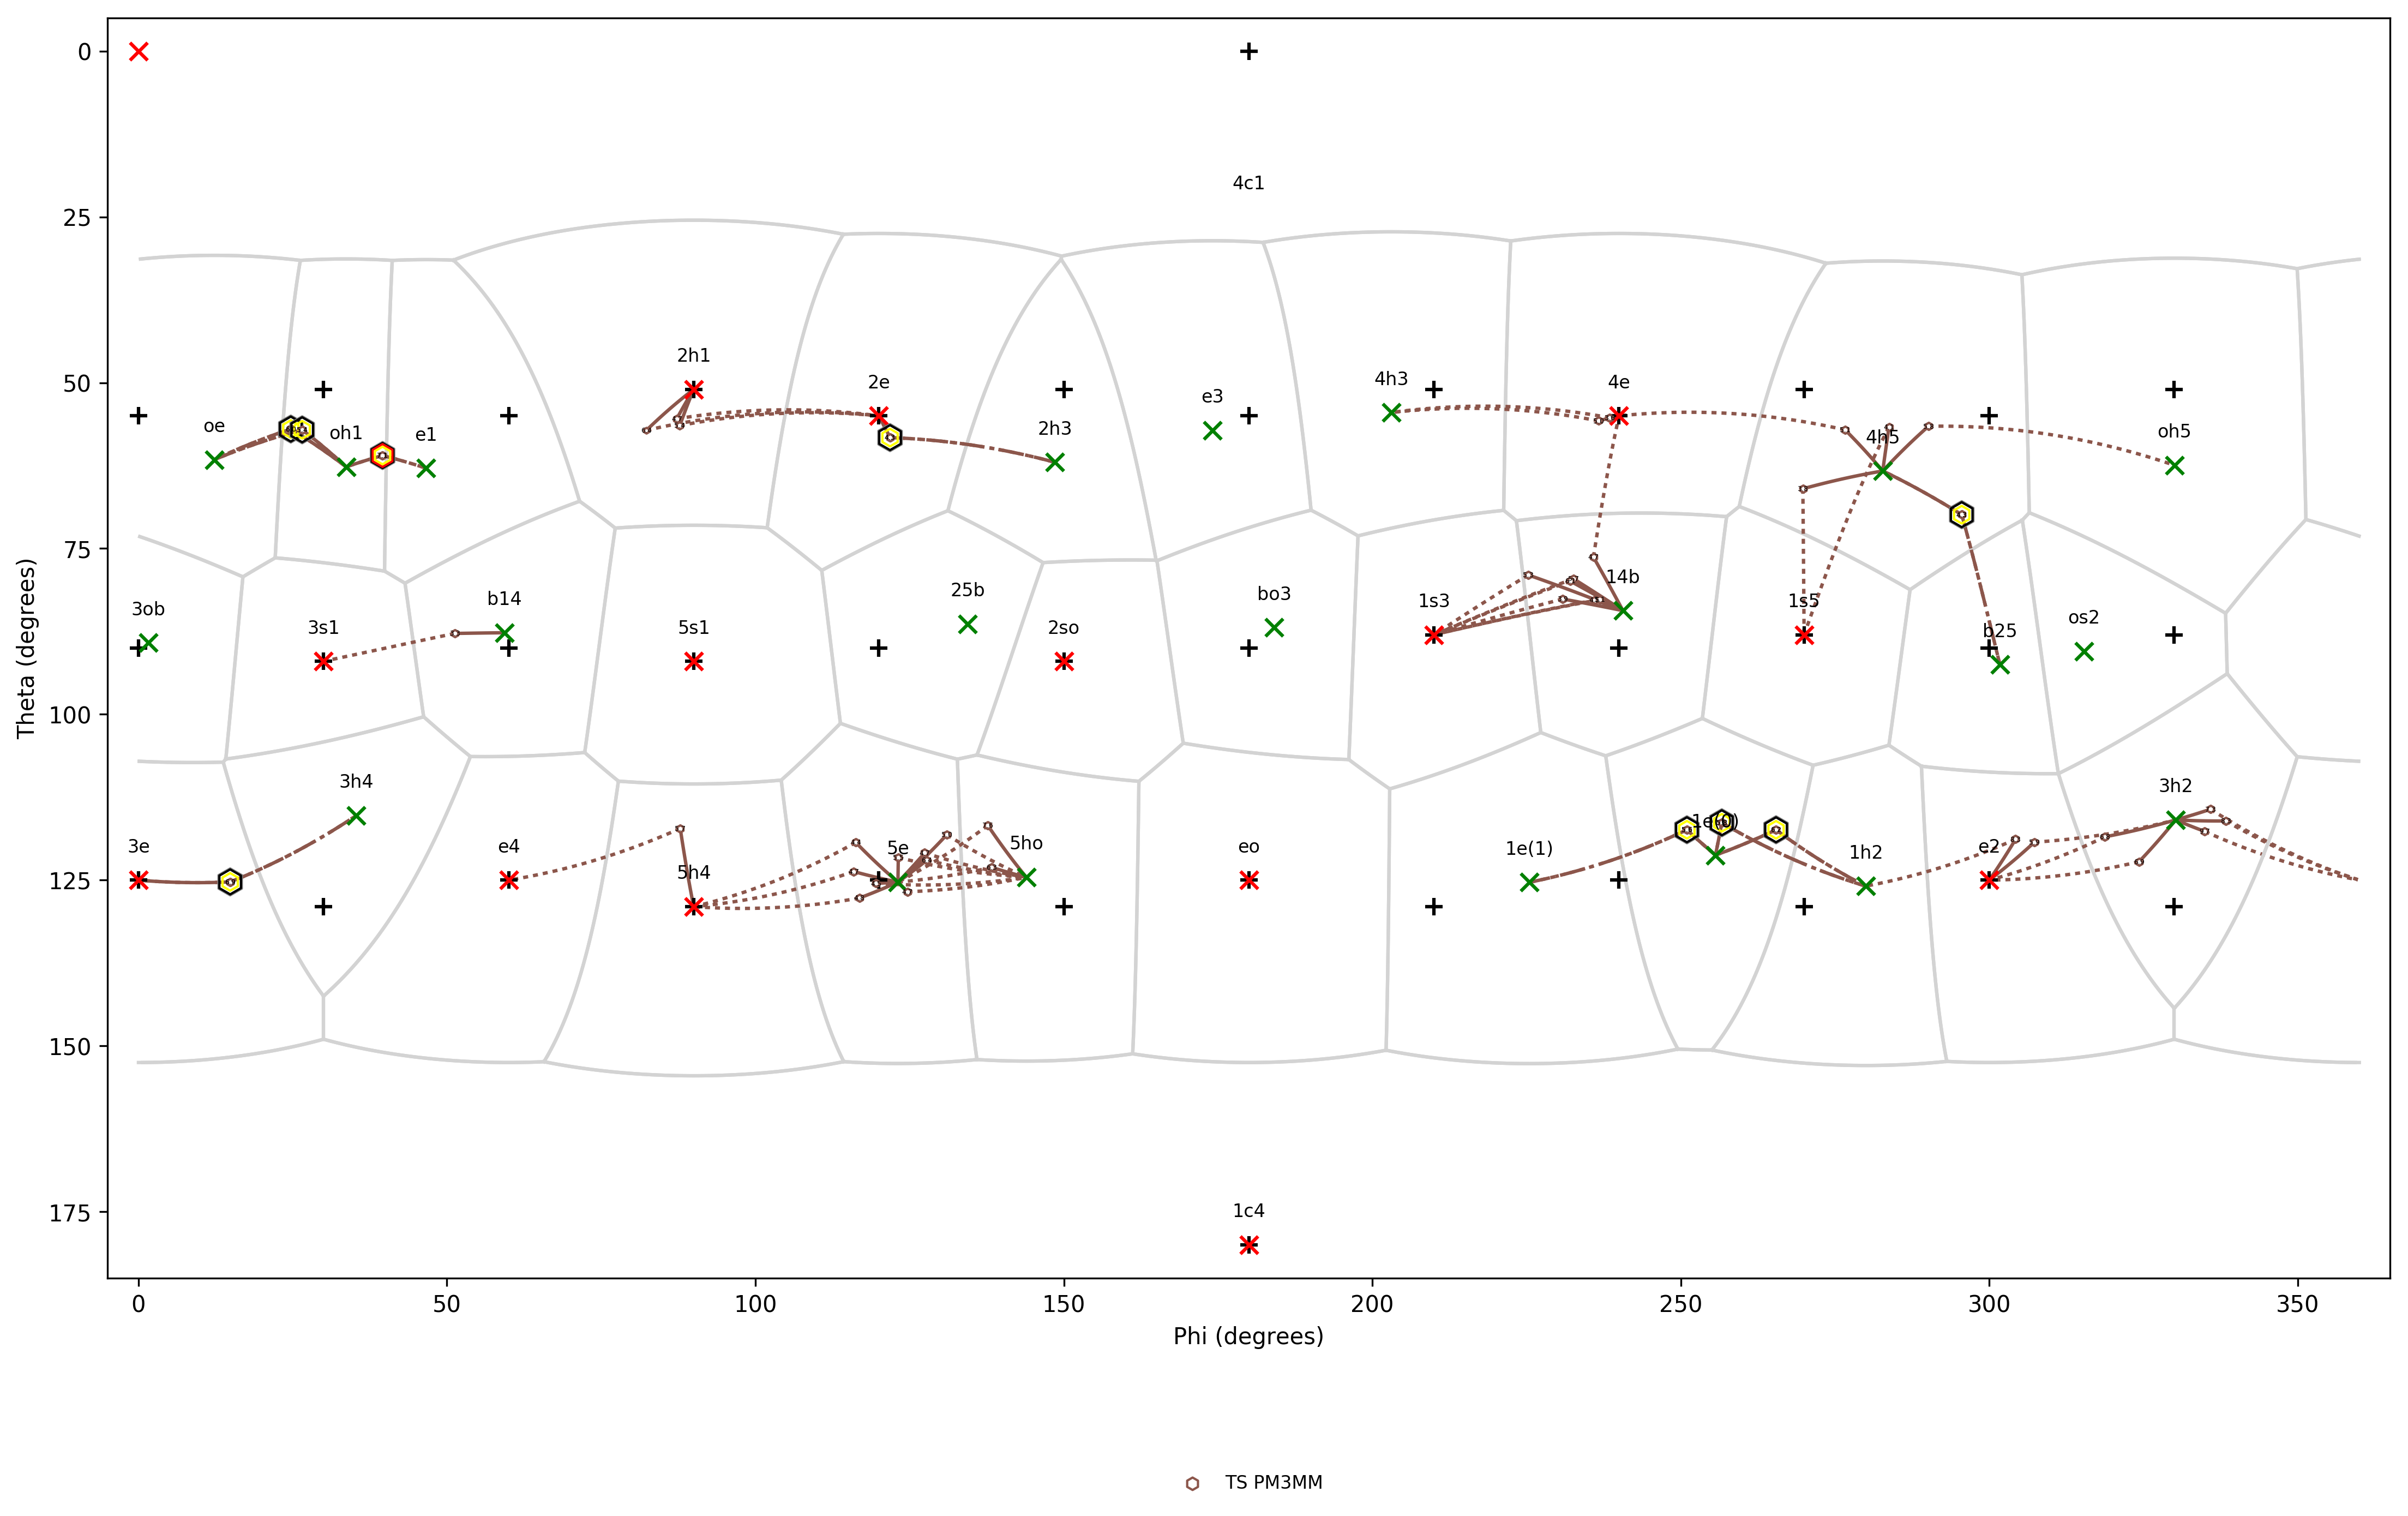 0
4c1
25
2h1
50
2e
4h3
4e
oe
oh1
e1
e3
2h3
4h5
oh5
75
3ob
b14
25b
bo3
1s3
14b
1s5
3s1
5s1
2so
b25
os2
100
3h4
3h2
3e
e4
5h4
5e
5ho
eo
1e(1)
1e(0)
1h2
e2
125
150
175
1c4
0 50 100 150 200 250 300 350
Theta (degrees)
Phi (degrees)
TS PM3MM